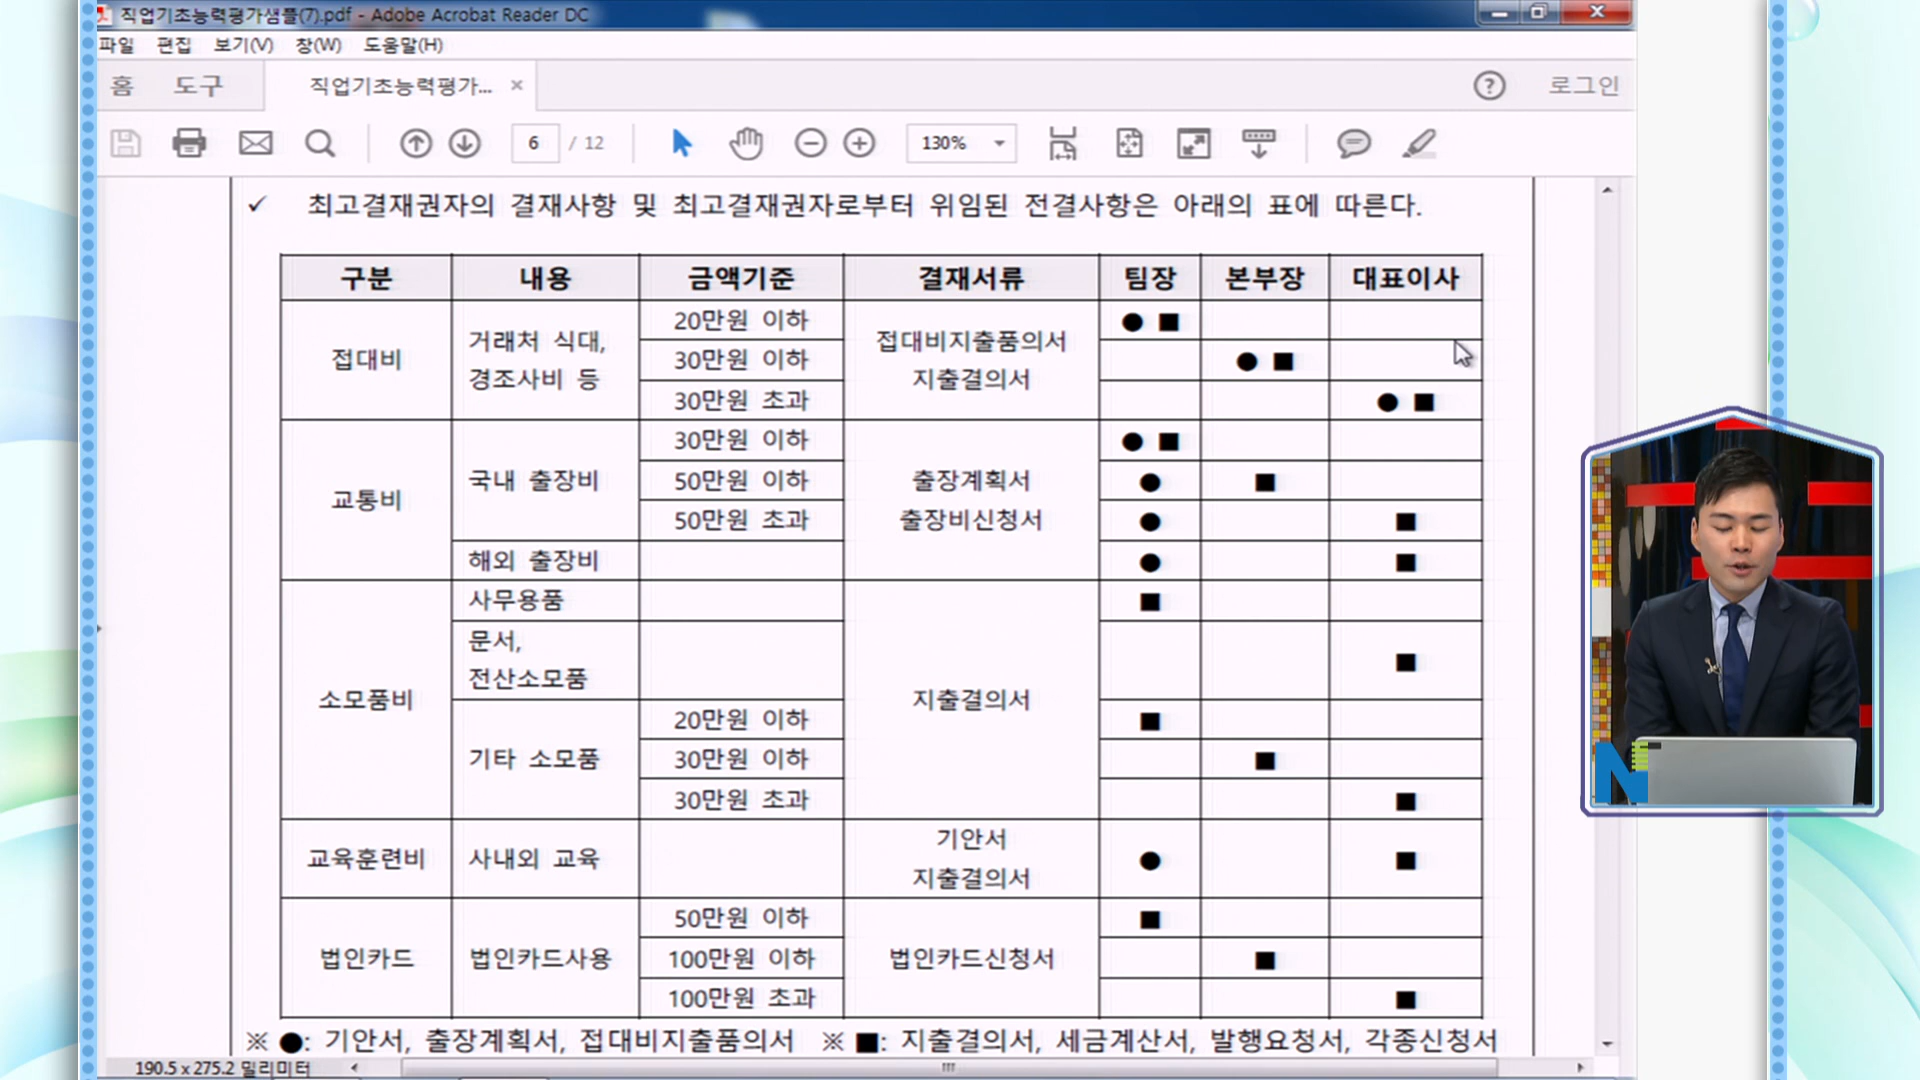 직업기초능력평가샘플(7).pdf - Adobe Acrobat Reader DC
파일 편집 보기(V) 창(W) 도움말(H)
홈 도구 직업기초능력평가... × ? 로그인
6 / 12 130%
✓ 최고결재권자의 결재사항 및 최고결재권자로부터 위임된 전결사항은 아래의 표에 따른다.
구분 내용 금액기준 결재서류 팀장 본부장 대표이사
접대비
거래처 식대,
경조사비 등
20만원 이하
30만원 이하
30만원 초과
접대비지출품의서
지출결의서
● ■
● ■
● ■
교통비
국내 출장비
30만원 이하
50만원 이하
50만원 초과
해외 출장비
출장계획서
출장비신청서
● ■
● ■
● ■
● ■
소모품비
사무용품
문서,
전산소모품
기타 소모품
20만원 이하
30만원 이하
30만원 초과
지출결의서
■
■
■
■
■
교육훈련비 사내외 교육
기안서
지출결의서
● ■
법인카드 법인카드사용
50만원 이하
100만원 이하
100만원 초과
법인카드신청서
■
■
■
※ ●: 기안서, 출장계획서, 접대비지출품의서 ※ ■: 지출결의서, 세금계산서, 발행요청서, 각종신청서
190.5 x 275.2 밀리미터
N